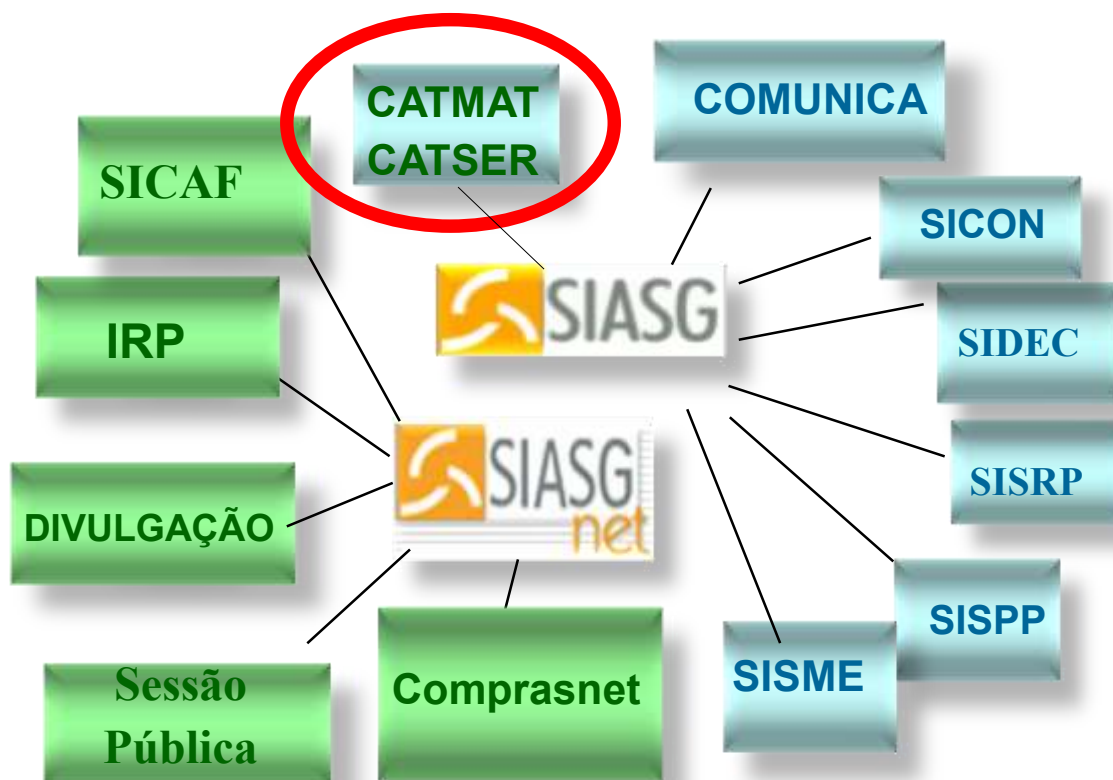 CATMAT
CATSER
COMUNICA
SICAF
SICON
SIASG
IRP
SIDEC
SIASG
net
SISRP
DIVULGAÇÃO
SISPP
SISME
Comprasnet
Sessão
Pública